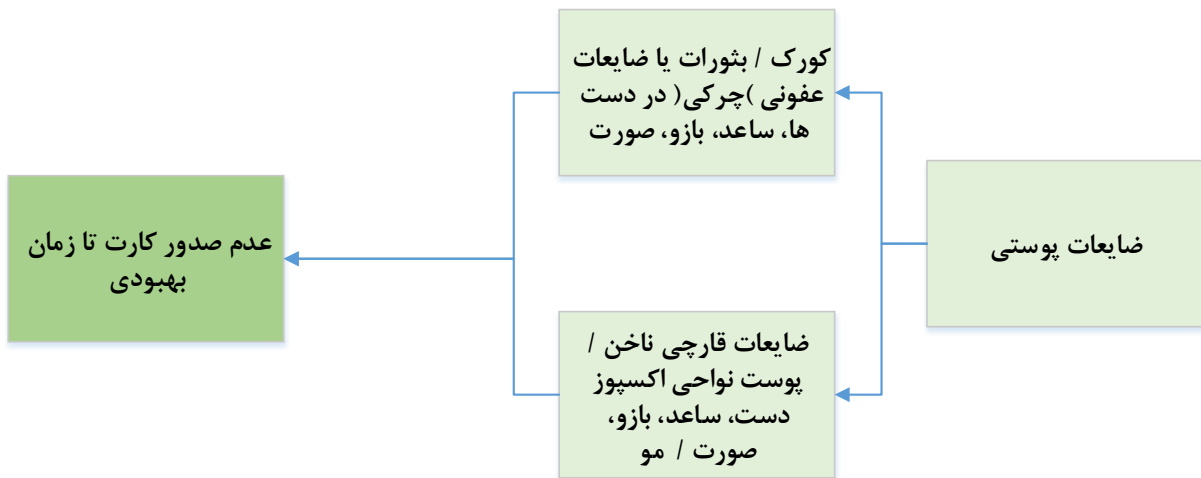 ضایعات پوستی
کورک / بثورات یا ضایعات
عفونی )چرکی( در دست
ها، ساعد، بازو، صورت
ضایعات قارچی ناخن /
پوست نواحی اکسپوز
دست، ساعد، بازو،
صورت / مو
عدم صدور کارت تا زمان
بهبودی